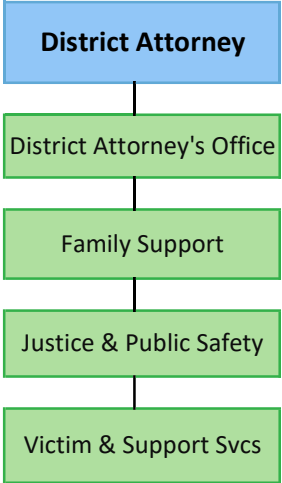 District Attorney
District Attorney's Office
Family Support
Justice & Public Safety
Victim & Support Svcs